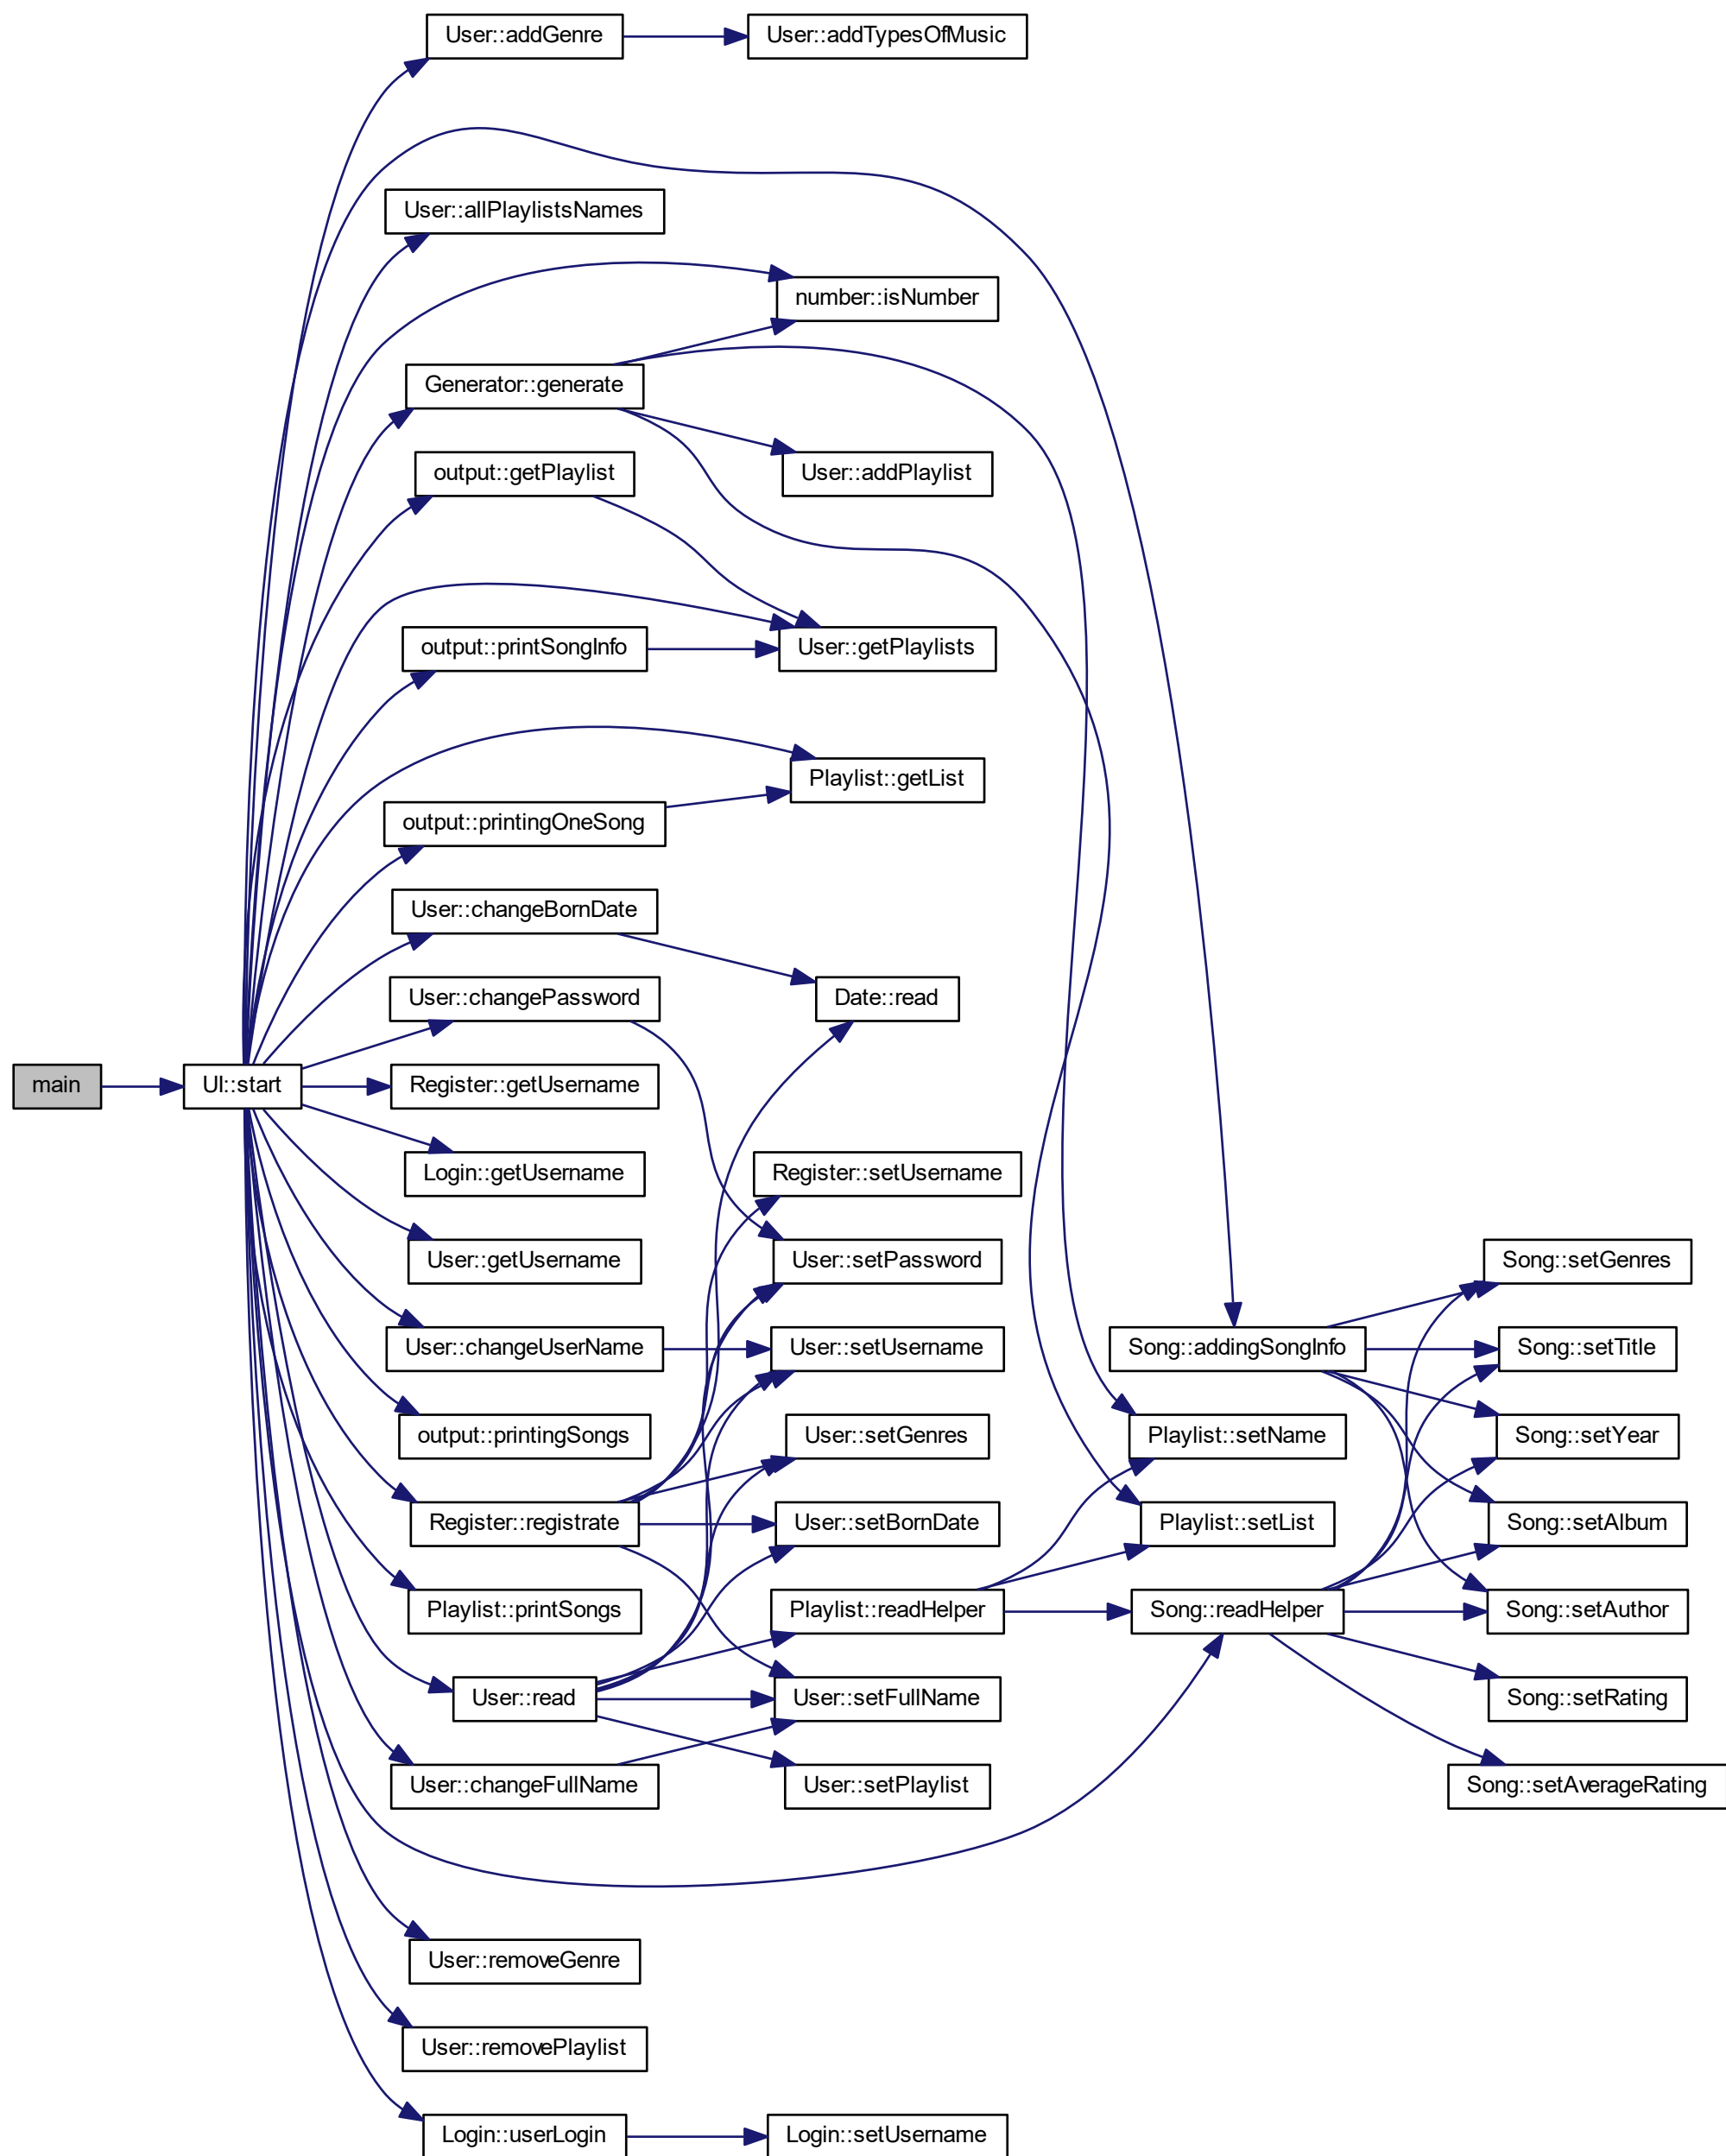 User::addGenre
User::addTypesOfMusic
User::allPlaylistsNames
number::isNumber
Generator::generate
output::getPlaylist
User::addPlaylist
output::printSongInfo
User::getPlaylists
Playlist::getList
output::printingOneSong
User::changeBornDate
User::changePassword
Date::read
main
UI::start
Register::getUsername
Login::getUsername
Register::setUsername
User::getUsername
User::setPassword
Song::setGenres
User::changeUserName
User::setUsername
Song::addingSongInfo
Song::setTitle
output::printingSongs
User::setGenres
Playlist::setName
Song::setYear
Register::registrate
User::setBornDate
Playlist::setList
Song::setAlbum
Playlist::printSongs
Playlist::readHelper
Song::readHelper
Song::setAuthor
User::read
User::setFullName
Song::setRating
User::changeFullName
User::setPlaylist
Song::setAverageRating
User::removeGenre
User::removePlaylist
Login::userLogin
Login::setUsername